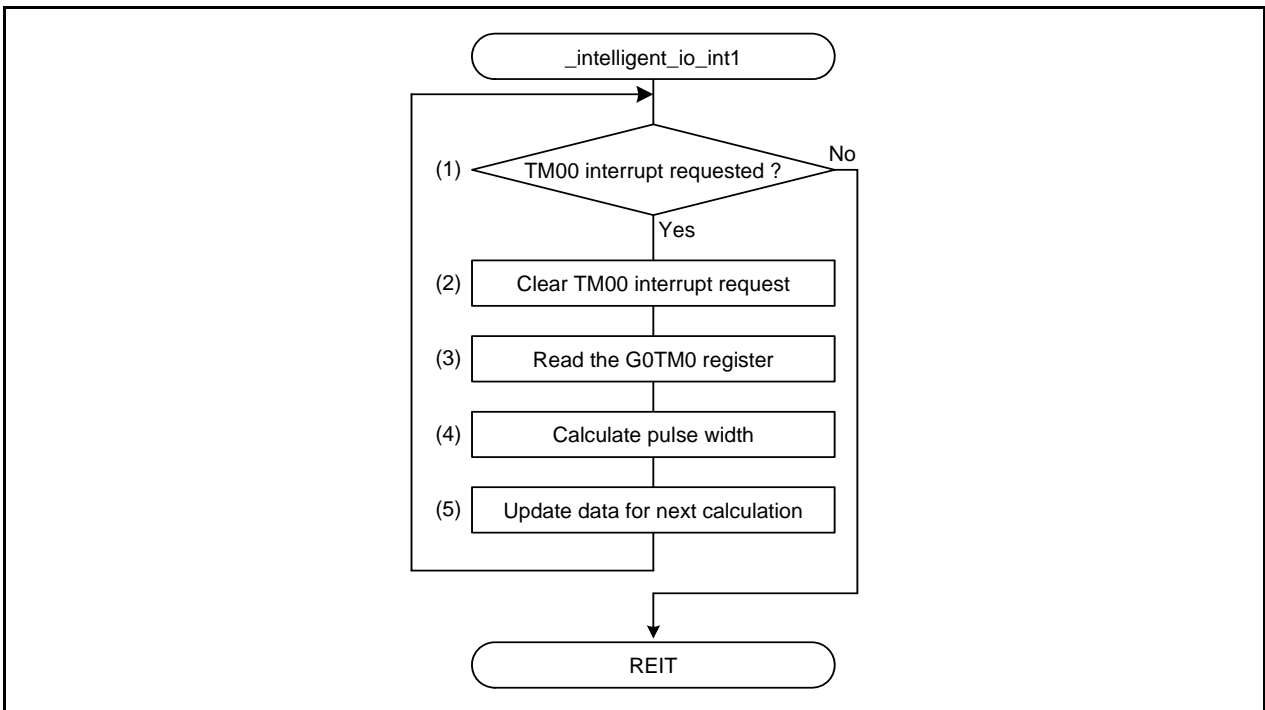 _intelligent_io_int1
(1)
TM00 interrupt requested ?
No
Yes
(2)
Clear TM00 interrupt request
(3)
Read the G0TM0 register
(4)
Calculate pulse width
(5)
Update data for next calculation
REIT